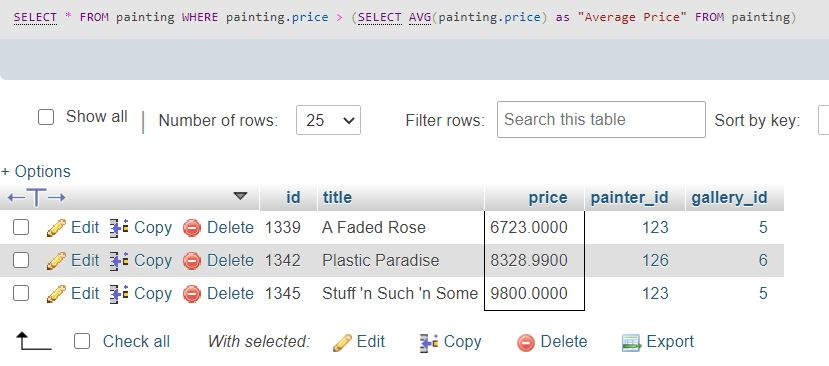 SELECT * FROM painting WHERE painting.price > (SELECT AVG(painting.price) as "Average Price" FROM painting)
Show all | Number of rows: 25 Filter rows: Search this table Sort by key:
+ Options
←T→ id title price painter_id gallery_id
Edit Copy Delete 1339 A Faded Rose 6723.0000 123 5
Edit Copy Delete 1342 Plastic Paradise 8328.9900 126 6
Edit Copy Delete 1345 Stuff 'n Such 'n Some 9800.0000 123 5
Check all With selected: Edit Copy Delete Export